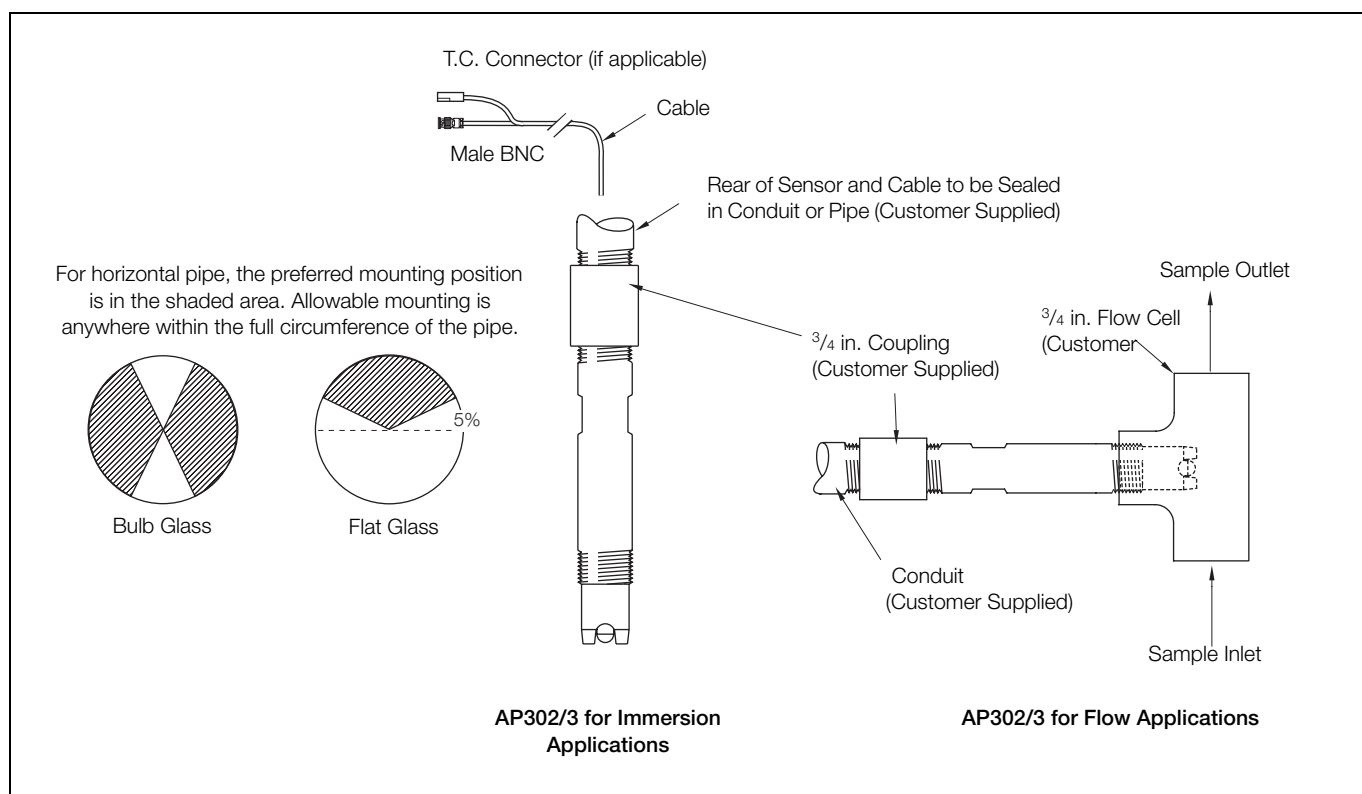 T.C. Connector (if applicable)
Cable
Male BNC
Rear of Sensor and Cable to be Sealed
in Conduit or Pipe (Customer Supplied)
For horizontal pipe, the preferred mounting position
is in the shaded area. Allowable mounting is
anywhere within the full circumference of the pipe.
5%
Bulb Glass
Flat Glass
3/4 in. Coupling
(Customer Supplied)
Sample Outlet
3/4 in. Flow Cell
(Customer
Conduit
(Customer Supplied)
Sample Inlet
AP302/3 for Immersion
Applications
AP302/3 for Flow Applications